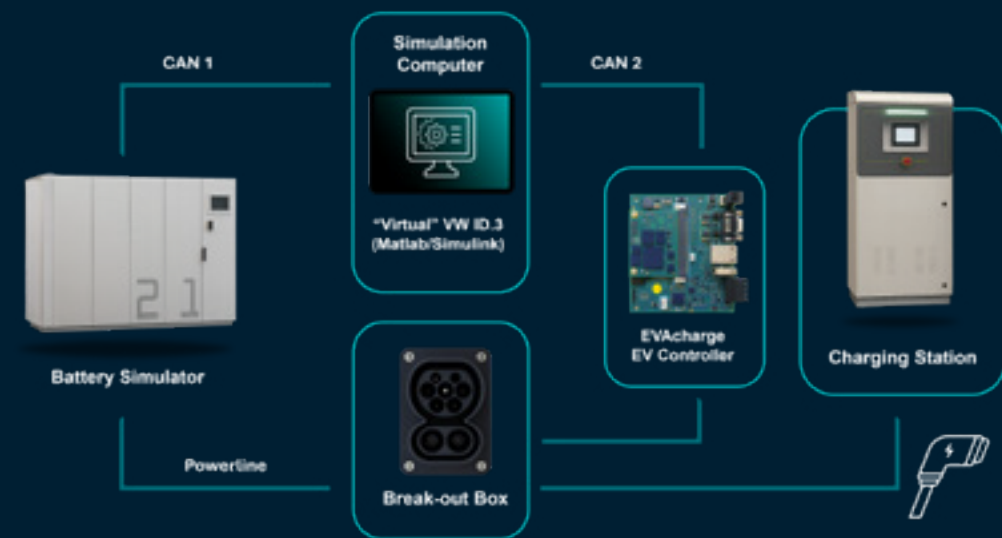 Simulation
Computer
CAN 1
CAN 2
"Virtual" VW ID.3
(Matlab/Simulink)
21
Battery Simulator
EVAcharge
EV Controller
Charging Station
Powerline
Break-out Box